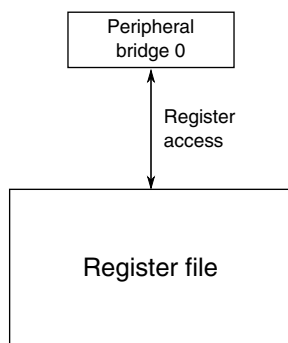 Peripheral
bridge 0
Register
access
Register file